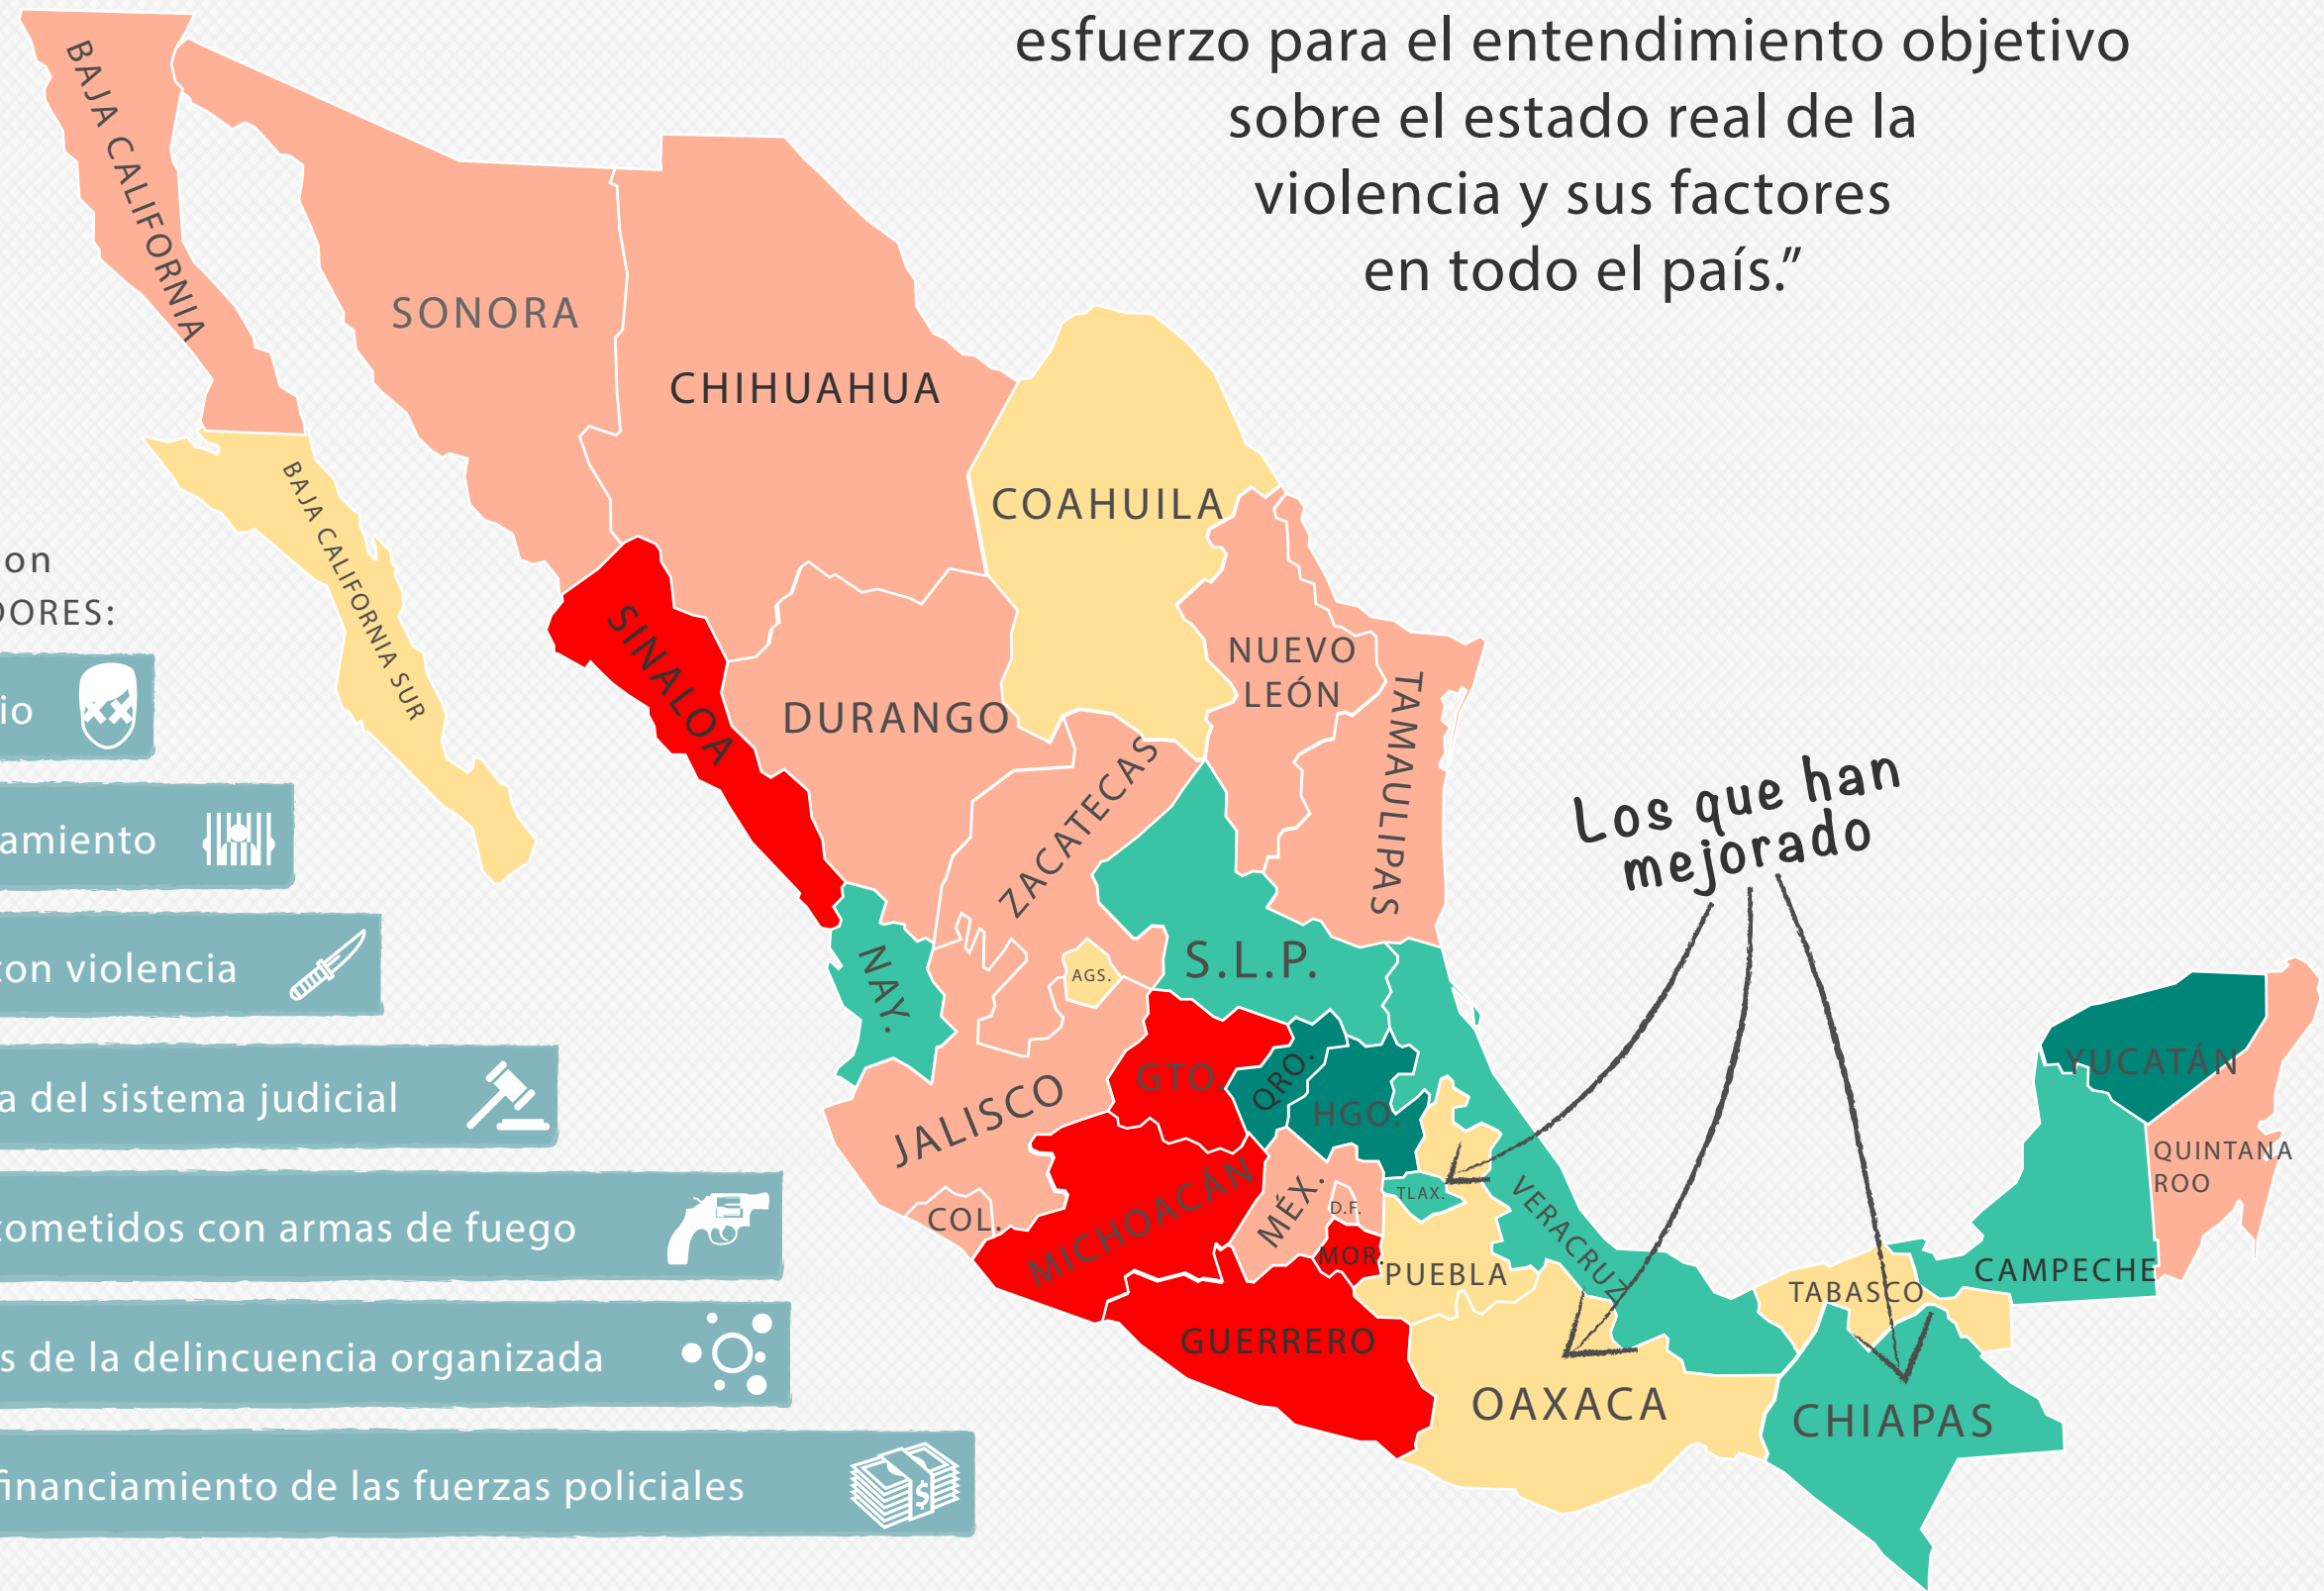 esfuerzo para el entendimiento objetivo
sobre el estado real de la
violencia y sus factores
en todo el país.”
BAJA CALIFORNIA
SONORA
CHIHUAHUA
COAHUILA
BAJA CALIFORNIA SUR
SINALOA
DURANGO
NUEVO
LEÓN
TAMAULIPAS
ZACATECAS
Los que han
mejorado
S.L.P.
NAY.
AGS.
GTO.
QRO.
HGO.
YUCATÁN
JALISCO
QUINTANA
ROO
COL.
MICHOACÁN
MÉX.
D.F.
TLAX.
VERACRUZ
MOR.
PUEBLA
TABASCO
CAMPECHE
GUERRERO
OAXACA
CHIAPAS
on
DORES:
io
amiento
con violencia
a del sistema judicial
cometidos con armas de fuego
s de la delincuencia organizada
financiamiento de las fuerzas policiales
$